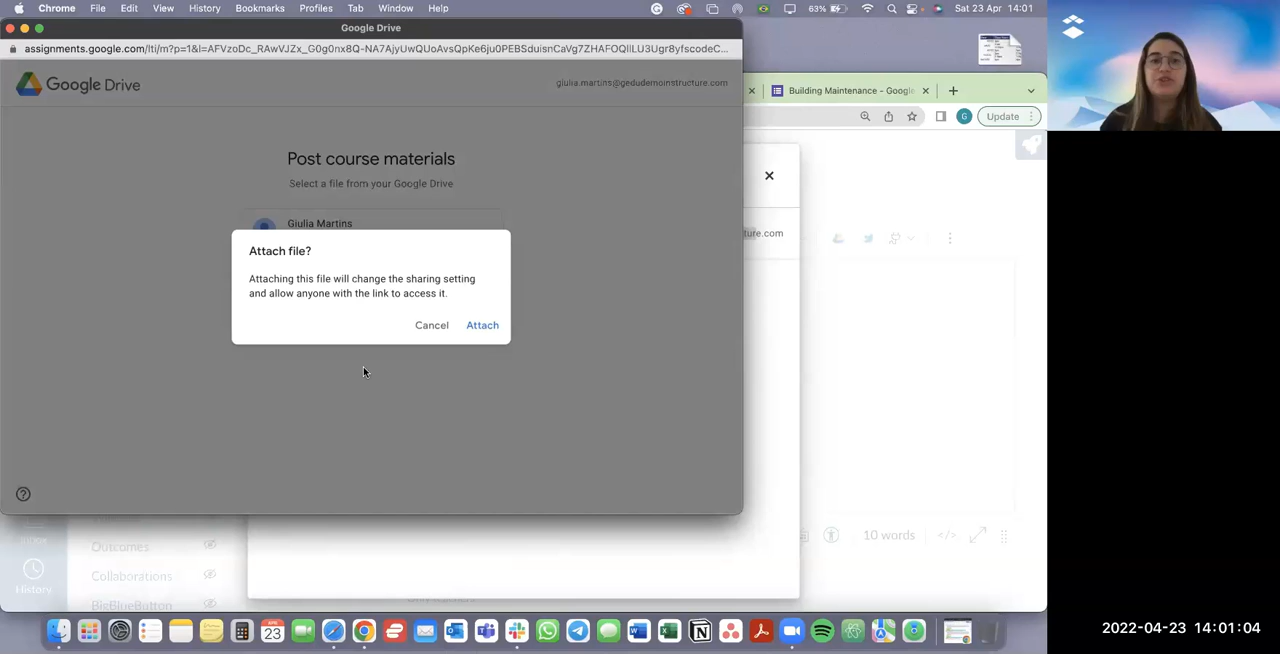 Chrome File Edit View History Bookmarks Profiles Tab Window Help 63% Sat 23 Apr 14:01
Google Drive
Building Maintenance - Google
Update
Google Drive
giulia.martins@gedudemoinstructure.com
Post course materials
Select a file from your Google Drive
Giulia Martins
ture.com
Attach file?
Attaching this file will change the sharing setting
and allow anyone with the link to access it.
Cancel Attach
10 words </>
Outcomes
Collaborations
History
BigBlueButton
APR
23
2022-04-23 14:01:04